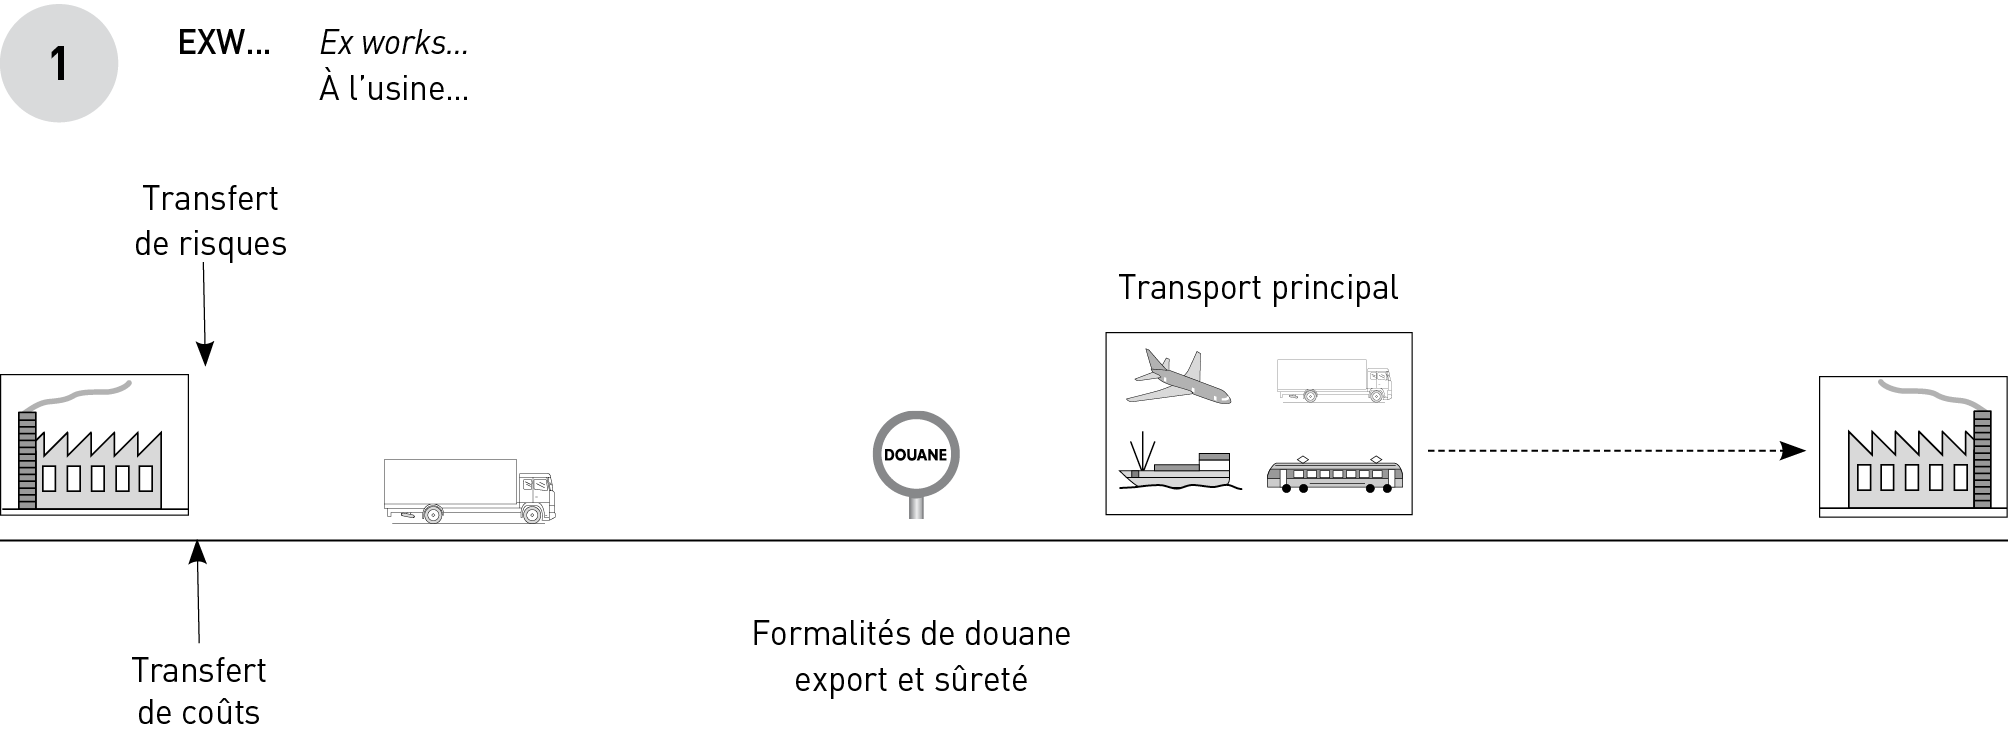 1
EXW... Ex works...
À l'usine...
Transfert
de risques
Transport principal
DOUANE
Formalités de douane
export et sûreté
Transfert
de coûts